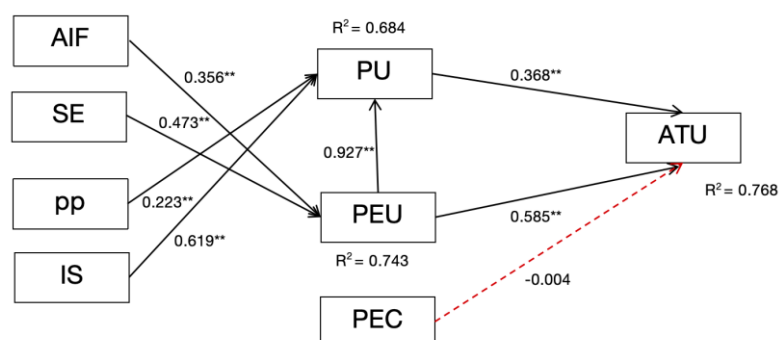 AIF
SE
pp
IS
0.356**
0.473**
0.223**
0.619**
R² = 0.684
PU
0.927**
PEU
R² = 0.743
PEC
0.368**
0.585**
-0.004
ATU
R² = 0.768